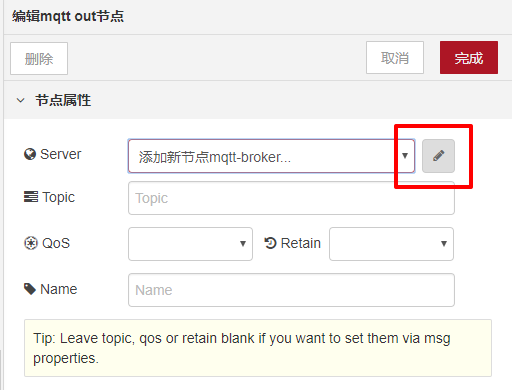 编辑mqtt out节点
删除 取消 完成
节点属性
Server 添加新节点mqtt-broker...
Topic Topic
QoS Retain
Name Name
Tip: Leave topic, qos or retain blank if you want to set them via msg
properties.